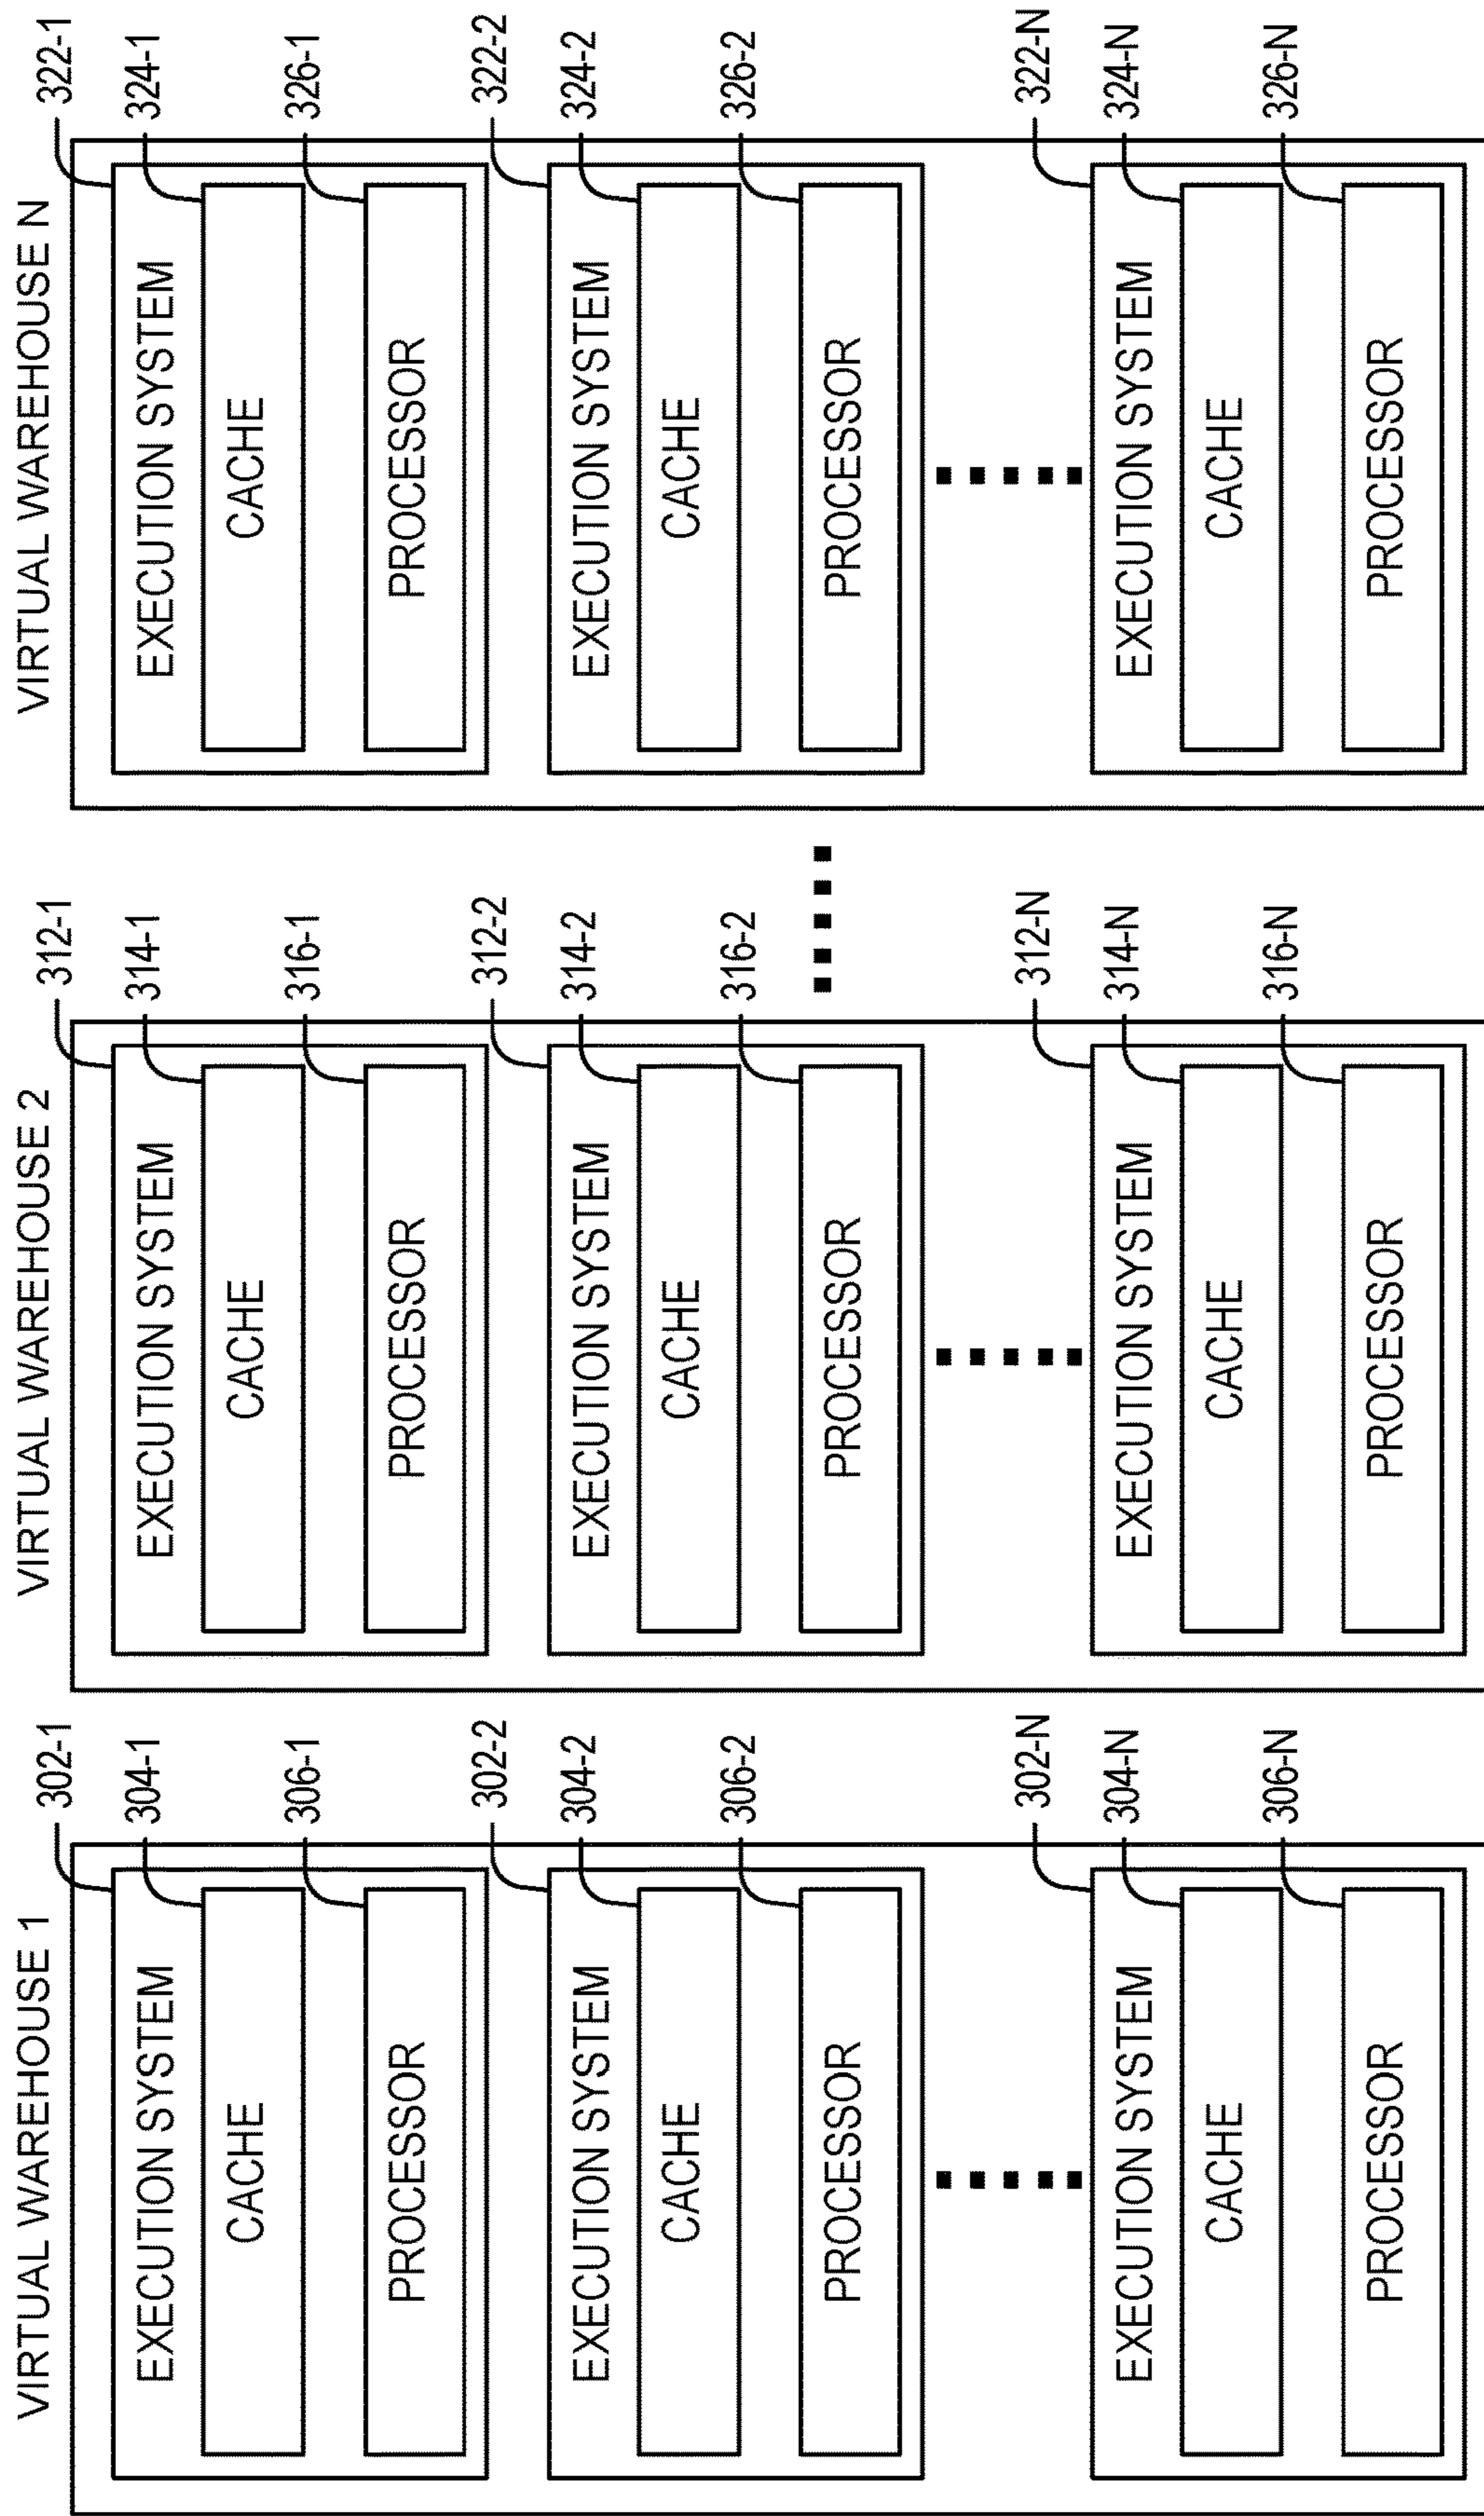 VIRTUAL WAREHOUSE 1
302-1
EXECUTION SYSTEM
304-1
CACHE
306-1
PROCESSOR
302-2
EXECUTION SYSTEM
304-2
CACHE
306-2
PROCESSOR
302-N
EXECUTION SYSTEM
304-N
CACHE
306-N
PROCESSOR
VIRTUAL WAREHOUSE 2
312-1
EXECUTION SYSTEM
314-1
CACHE
316-1
PROCESSOR
312-2
EXECUTION SYSTEM
314-2
CACHE
316-2
PROCESSOR
312-N
EXECUTION SYSTEM
314-N
CACHE
316-N
PROCESSOR
VIRTUAL WAREHOUSE N
322-1
EXECUTION SYSTEM
324-1
CACHE
326-1
PROCESSOR
322-2
EXECUTION SYSTEM
324-2
CACHE
326-2
PROCESSOR
322-N
EXECUTION SYSTEM
324-N
CACHE
326-N
PROCESSOR